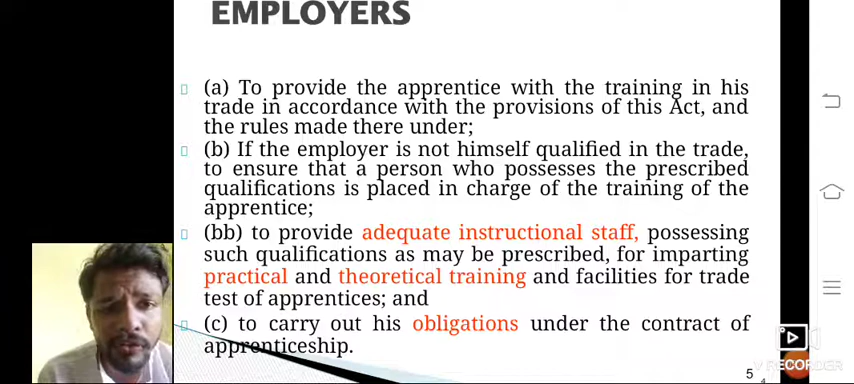 EMPLOYERS
(a) To provide the apprentice with the training in his
trade in accordance with the provisions of this Act, and
the rules made there under;
(b) If the employer is not himself qualified in the trade,
to ensure that a person who possesses the prescribed
qualifications is placed in charge of the training of the
apprentice;
(bb) to provide adequate instructional staff, possessing
such qualifications as may be prescribed, for imparting
practical and theoretical training and facilities for trade
test of apprentices; and
(c) to carry out his obligations under the contract of
apprenticeship.
5
4
V RECORDER